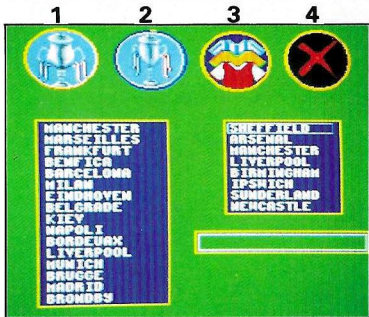 1 2 3 4
MANCHESTER
MARSEILLES
FRANKFURT
BENFICA
BARCELONA
MILAN
EINDHOVEN
BELGRADE
KIEV
NAPOLI
BORDEUAX
LIVERPOOL
MUNICH
BRUGGE
MADRID
BRONDBY
SHEFFIELD
ARSENAL
MANCHESTER
LIVERPOOL
BIRMINGHAM
IPSWICH
SUNDERLAND
NEWCASTLE